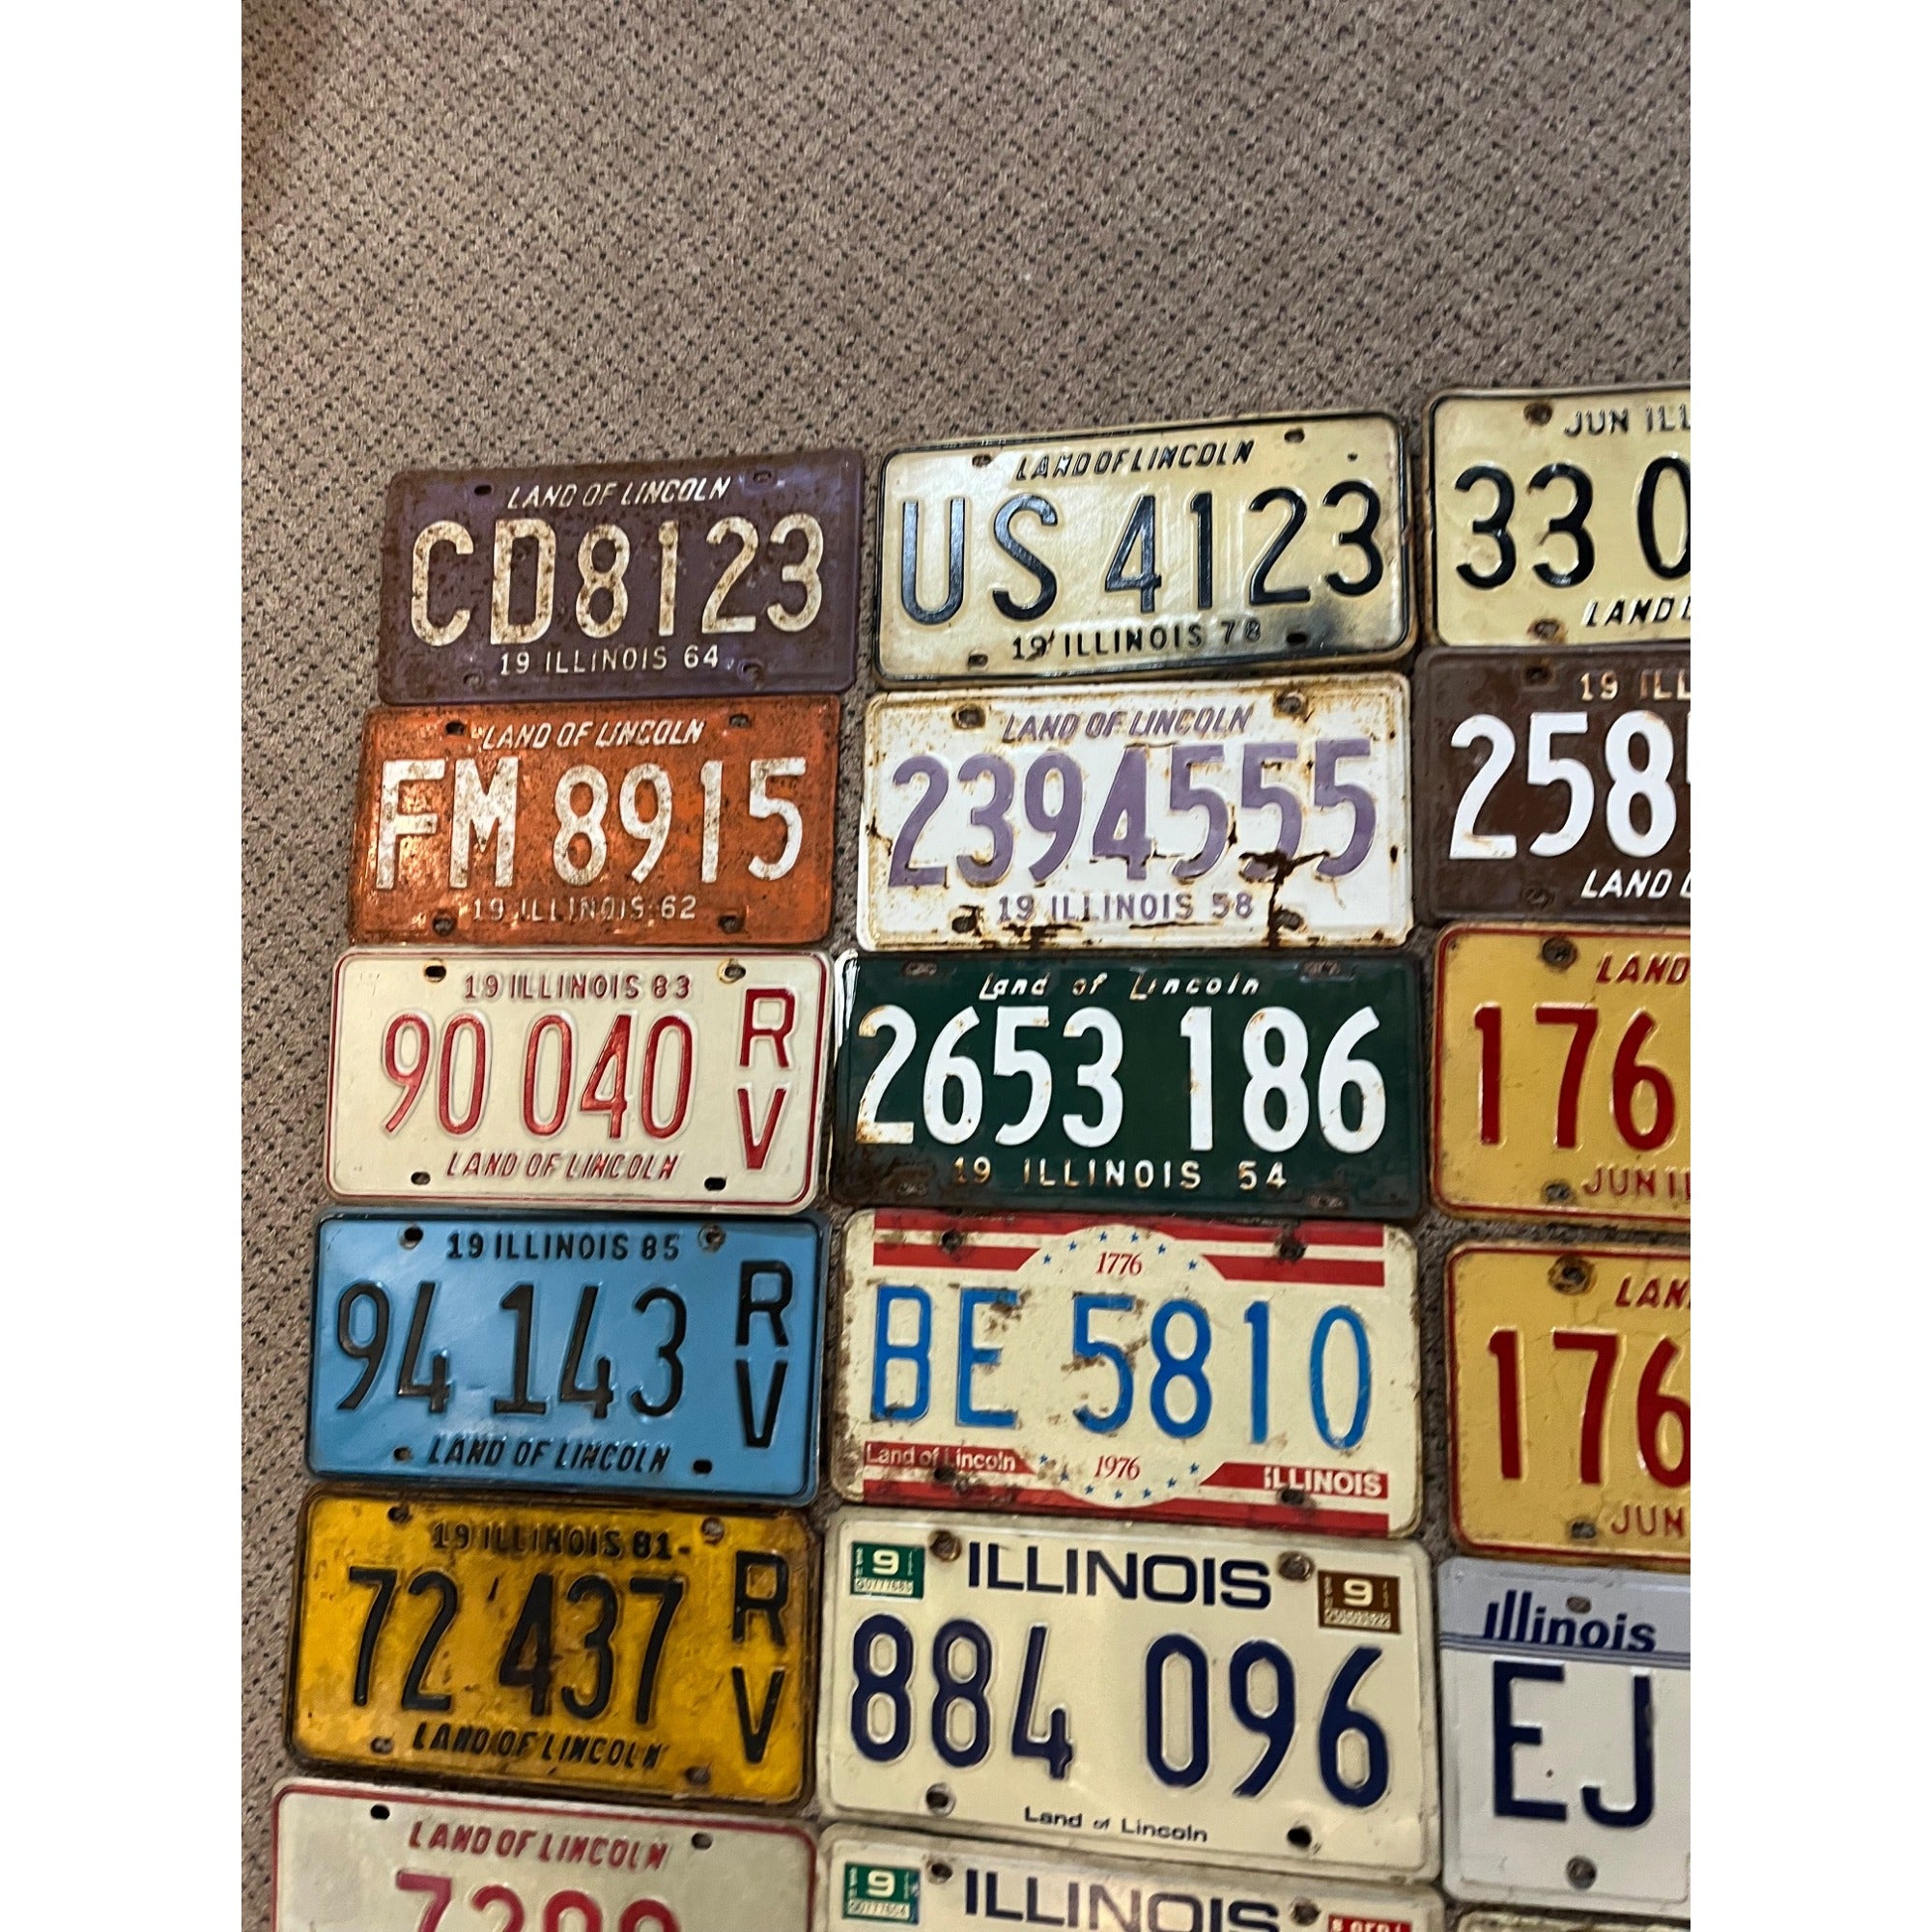 LAND OF LINCOLN
CD8123
19 ILLINOIS 64
LAND OF LINCOLN
US 4123
19 ILLINOIS 78
JUN ILL
33 0
LAND
LAND OF LINCOLN
FM 8915
19 ILLINOIS 62
LAND OF LINCOLN
2394555
19 ILLINOIS 58
19 ILL
258
LAND
19 ILLINOIS 83
90 040 RV
LAND OF LINCOLN
Land of Lincoln
2653 186
19 ILLINOIS 54
LAND
176
JUN
19 ILLINOIS 85
94 143 RV
LAND OF LINCOLN
1776
BE 5810
Land of Lincoln 1976 ILLINOIS
LAN
176
JUN
19 ILLINOIS 81
72 437 RV
LAND OF LINCOLN
9 ILLINOIS 9
884 096
Land of Lincoln
Illinois
EJ
LAND OF LINCOLN
7299
9 ILLINOIS